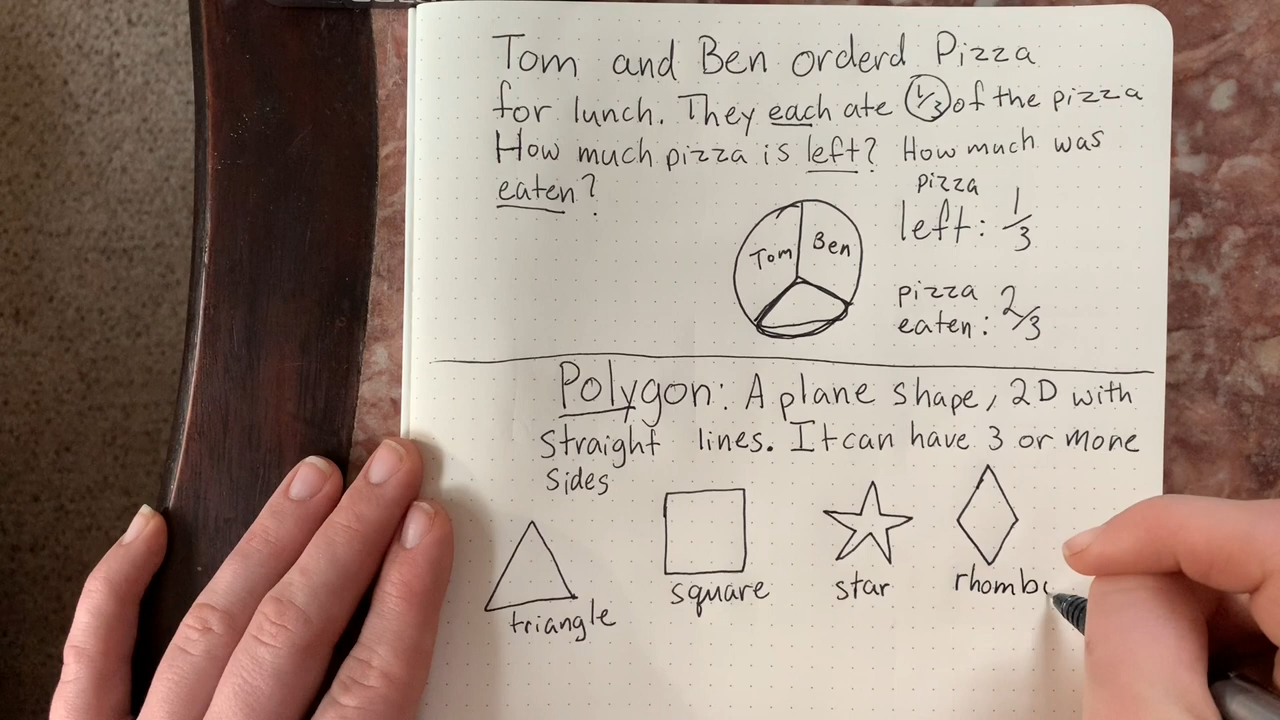 Tom and Ben orderd Pizza
for lunch. They each ate 1/3 of the pizza
How much pizza is left? How much was
eaten?
pizza
left: 1/3
Tom Ben
pizza
eaten: 2/3
Polygon: A plane shape, 2D with
straight lines. It can have 3 or more
sides
triangle
square
star
rhomb